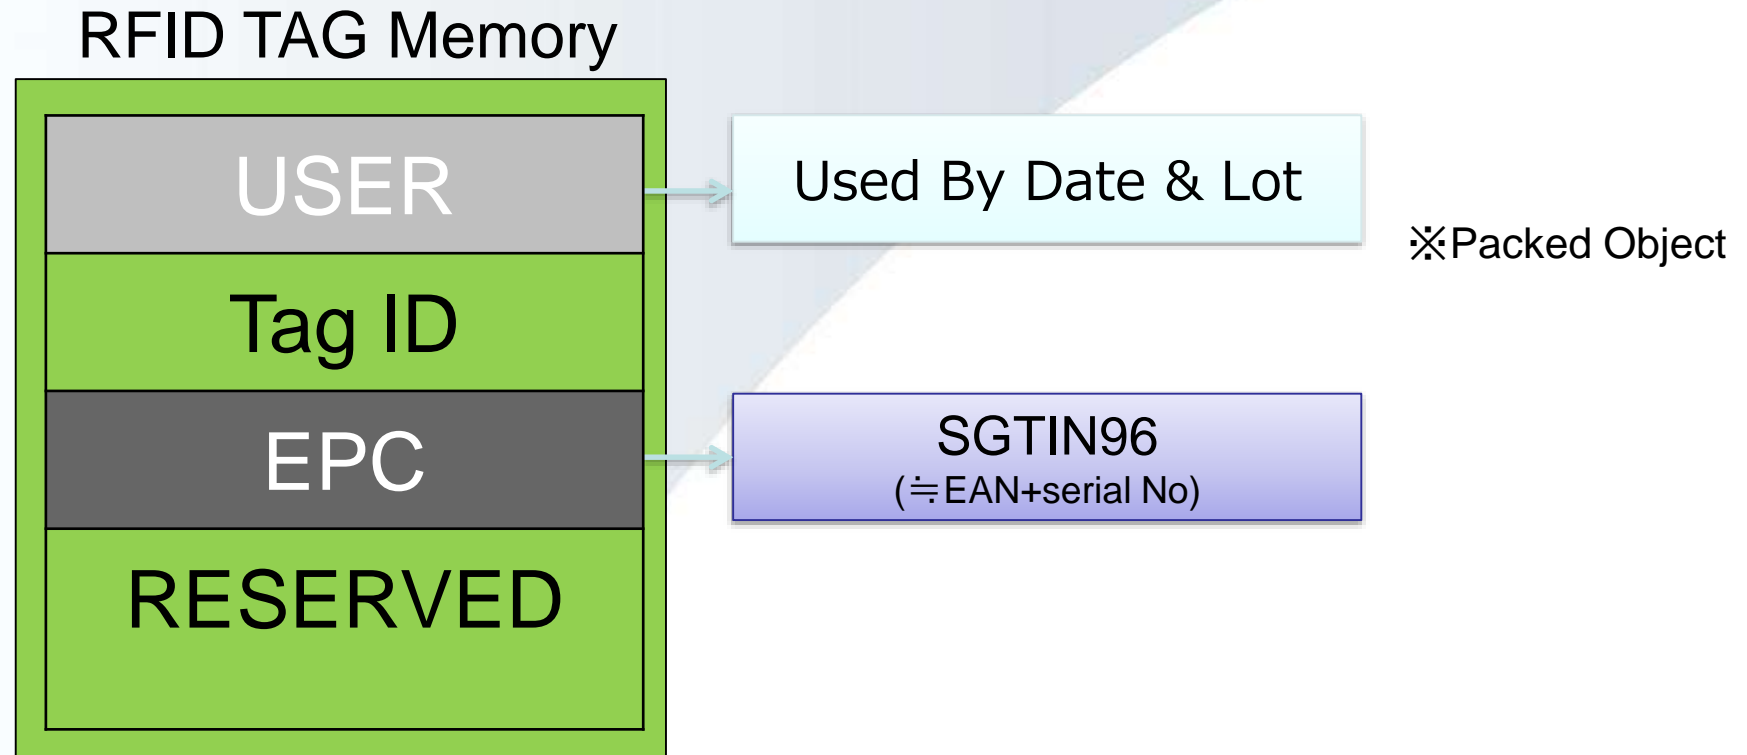 RFID TAG Memory
USER
Used By Date & Lot
※Packed Object
Tag ID
EPC
SGTIN96
(≒EAN+serial No)
RESERVED